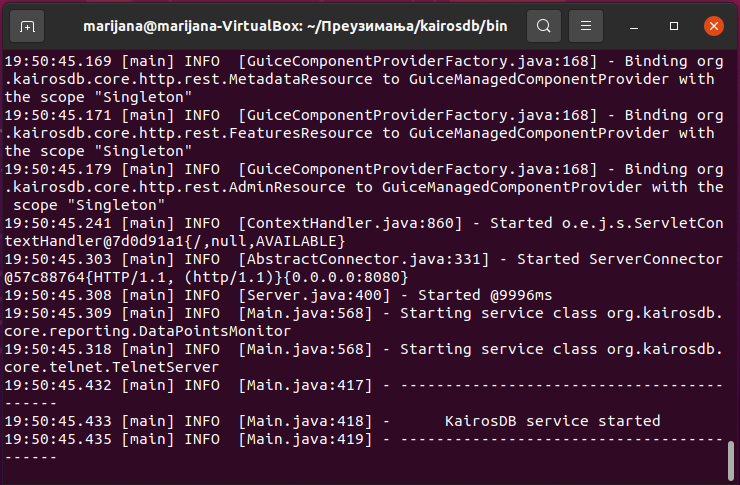 marijana@marijana-VirtualBox: ~/Преузимања/kairosdb/bin
19:50:45.169 [main] INFO  [GuiceComponentProviderFactory.java:168] - Binding org
.kairosdb.core.http.rest.MetadataResource to GuiceManagedComponentProvider with
the scope "Singleton"
19:50:45.171 [main] INFO  [GuiceComponentProviderFactory.java:168] - Binding org
.kairosdb.core.http.rest.FeaturesResource to GuiceManagedComponentProvider with
the scope "Singleton"
19:50:45.179 [main] INFO  [GuiceComponentProviderFactory.java:168] - Binding org
.kairosdb.core.http.rest.AdminResource to GuiceManagedComponentProvider with the
 scope "Singleton"
19:50:45.241 [main] INFO  [ContextHandler.java:860] - Started o.e.j.s.ServletCon
textHandler@7d0d91a1{/,null,AVAILABLE}
19:50:45.303 [main] INFO  [AbstractConnector.java:331] - Started ServerConnector
@57c88764{HTTP/1.1, (http/1.1)}{0.0.0.0:8080}
19:50:45.308 [main] INFO  [Server.java:400] - Started @9996ms
19:50:45.309 [main] INFO  [Main.java:568] - Starting service class org.kairosdb.
core.reporting.DataPointsMonitor
19:50:45.318 [main] INFO  [Main.java:568] - Starting service class org.kairosdb.
core.telnet.TelnetServer
19:50:45.432 [main] INFO  [Main.java:417] - ------------------------------------
------
19:50:45.433 [main] INFO  [Main.java:418] -      KairosDB service started
19:50:45.435 [main] INFO  [Main.java:419] - ------------------------------------
------